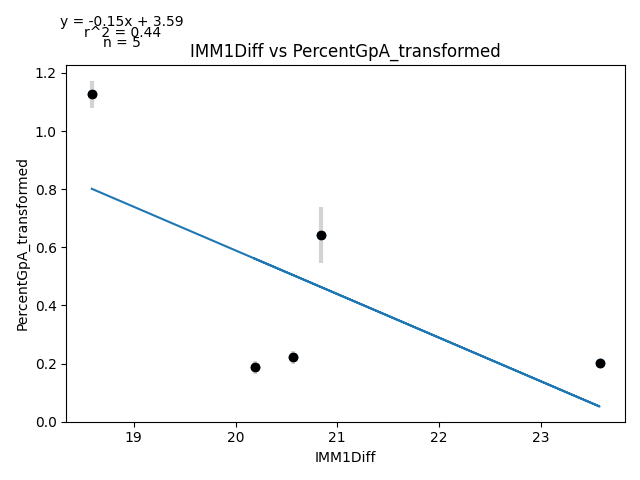 y = -0.15x + 3.59
r^2 = 0.44
n = 5
IMM1Diff vs PercentGpA_transformed
1.2
1.0
0.8
0.6
0.4
0.2
0.0
PercentGpA_transformed
19 20 21 22 23
IMM1Diff